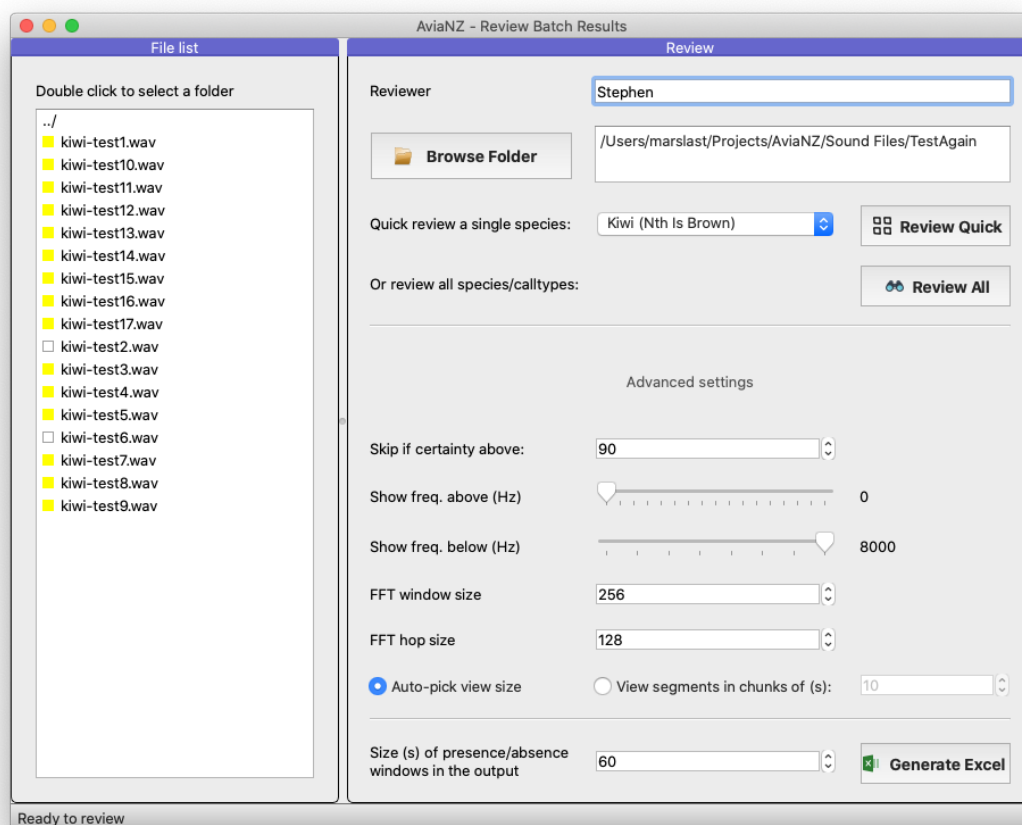 AviaNZ - Review Batch Results
File list
Double click to select a folder
../
kiwi-test1.wav
kiwi-test10.wav
kiwi-test11.wav
kiwi-test12.wav
kiwi-test13.wav
kiwi-test14.wav
kiwi-test15.wav
kiwi-test16.wav
kiwi-test17.wav
kiwi-test2.wav
kiwi-test3.wav
kiwi-test4.wav
kiwi-test5.wav
kiwi-test6.wav
kiwi-test7.wav
kiwi-test8.wav
kiwi-test9.wav
Review
Reviewer Stephen
Browse Folder /Users/marslast/Projects/AviaNZ/Sound Files/TestAgain
Quick review a single species: Kiwi (Nth Is Brown) Review Quick
Or review all species/calltypes: Review All
Advanced settings
Skip if certainty above: 90
Show freq. above (Hz) 0
Show freq. below (Hz) 8000
FFT window size 256
FFT hop size 128
Auto-pick view size View segments in chunks of (s): 10
Size (s) of presence/absence
windows in the output 60 Generate Excel
Ready to review